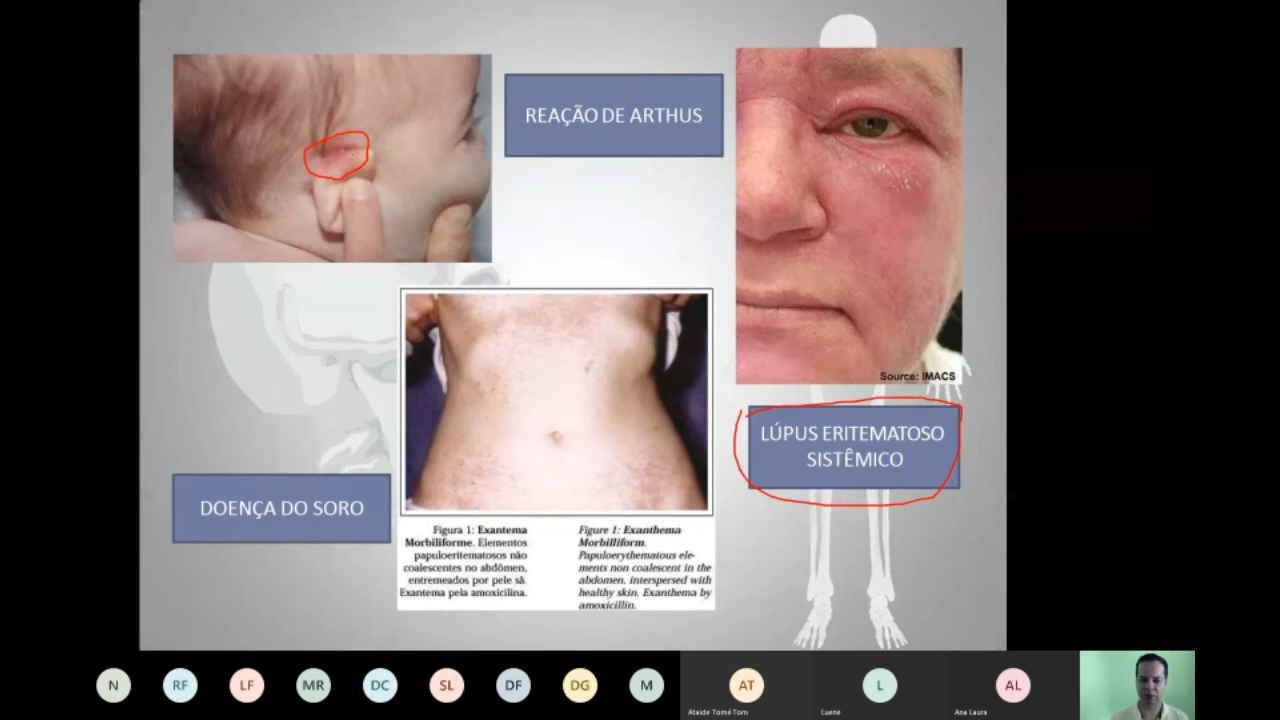 REAÇÃO DE ARTHUS
Source: IMACS
LÚPUS ERITEMATOSO
SISTÊMICO
DOENÇA DO SORO
Figura 1: Exantema
Morbiliforme. Elementos
papuloeritematosos não
coalescentes no abdômen,
entremeados por pele sã.
Exantema pela amoxicilina.
Figure 1: Exanthema
Morbilliform.
Papuloerythematous ele-
ments non coalescent in the
abdomen, interspersed with
healthy skin. Exanthema by
amoxicillin.
N
RF
LF
MR
DC
SL
DF
DG
M
AT
L
AL
Ataide Tomé Tom
Luene
Ana Laura